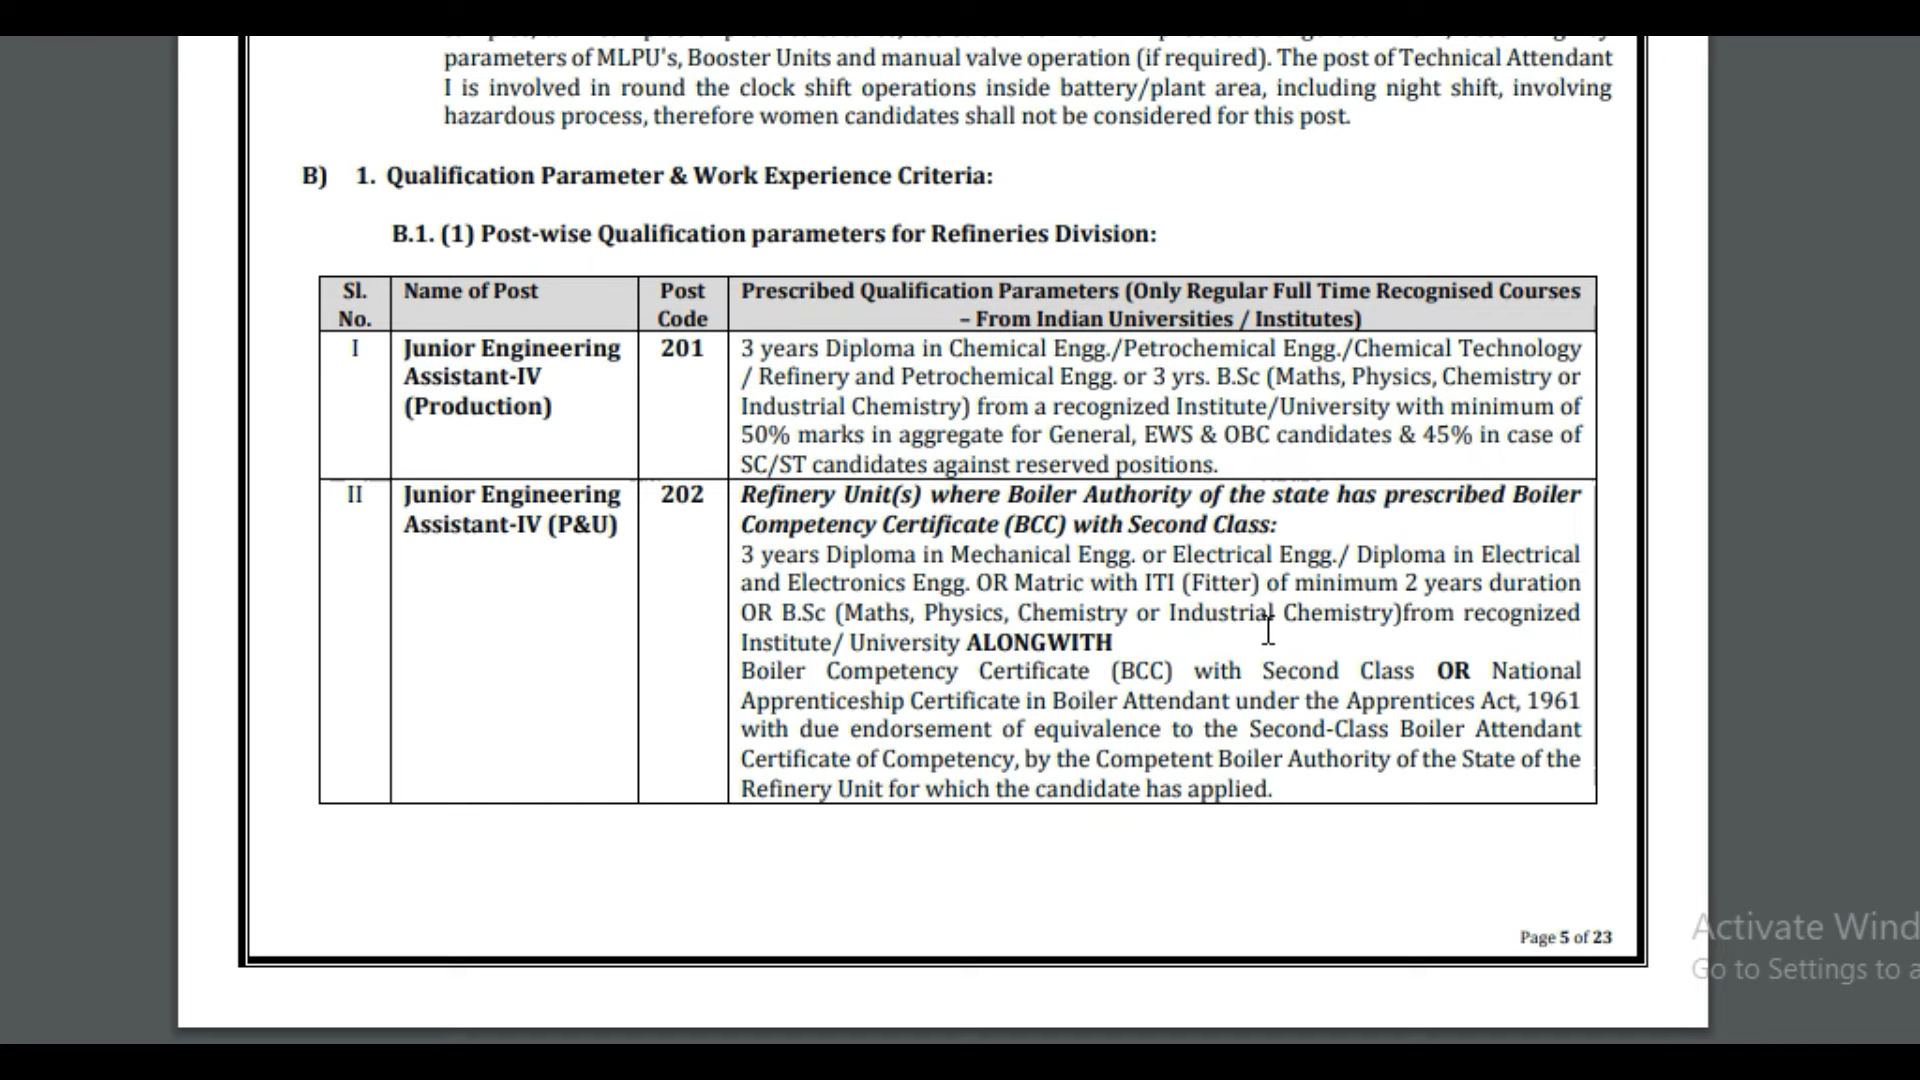 parameters of MLPU's, Booster Units and manual valve operation (if required). The post of Technical Attendant
I is involved in round the clock shift operations inside battery/plant area, including night shift, involving
hazardous process, therefore women candidates shall not be considered for this post.
B) 1. Qualification Parameter & Work Experience Criteria:
B.1. (1) Post-wise Qualification parameters for Refineries Division:
Sl. No.
Name of Post
Post Code
Prescribed Qualification Parameters (Only Regular Full Time Recognised Courses
– From Indian Universities / Institutes)
I
Junior Engineering
Assistant-IV
(Production)
201
3 years Diploma in Chemical Engg./Petrochemical Engg./Chemical Technology
/ Refinery and Petrochemical Engg. or 3 yrs. B.Sc (Maths, Physics, Chemistry or
Industrial Chemistry) from a recognized Institute/University with minimum of
50% marks in aggregate for General, EWS & OBC candidates & 45% in case of
SC/ST candidates against reserved positions.
II
Junior Engineering
Assistant-IV (P&U)
202
Refinery Unit(s) where Boiler Authority of the state has prescribed Boiler
Competency Certificate (BCC) with Second Class:
3 years Diploma in Mechanical Engg. or Electrical Engg./ Diploma in Electrical
and Electronics Engg. OR Matric with ITI (Fitter) of minimum 2 years duration
OR B.Sc (Maths, Physics, Chemistry or Industrial Chemistry)from recognized
Institute/ University ALONGWITH
Boiler Competency Certificate (BCC) with Second Class OR National
Apprenticeship Certificate in Boiler Attendant under the Apprentices Act, 1961
with due endorsement of equivalence to the Second-Class Boiler Attendant
Certificate of Competency, by the Competent Boiler Authority of the State of the
Refinery Unit for which the candidate has applied.
Page 5 of 23
Activate Wind
Go to Settings to a